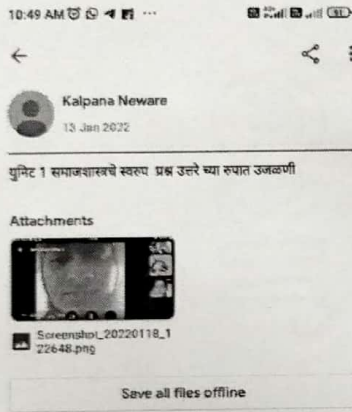 10:49 AM
Kalpana Neware
13 Jan 2022
युनिट 1 समाजशास्त्रचे स्वरुप प्रश्न उत्तरे च्या रुपात उजळणी
Attachments
Screenshot_20220118_1
22648.png
Save all files offline